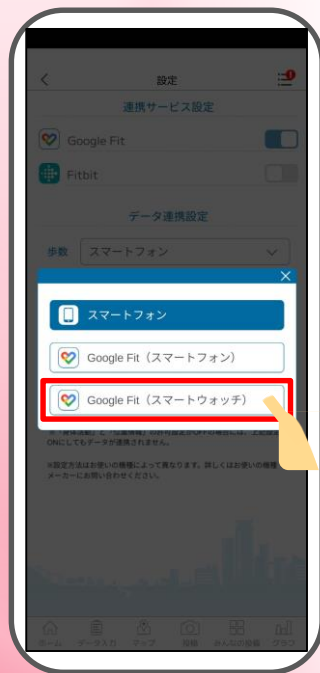 設定
1
連携サービス設定
Google Fit
Fitbit
データ連携設定
歩数 スマートフォン
スマートフォン
Google Fit（スマートフォン）
Google Fit（スマートウォッチ）
ONにしてもデータが連携されません。
※設定方法はお使いの機種によって異なります。詳しくはお使いの機種
メーカーにお問い合わせください。
ホーム データ入力 マップ 投稿 みんなの投稿 グラフ